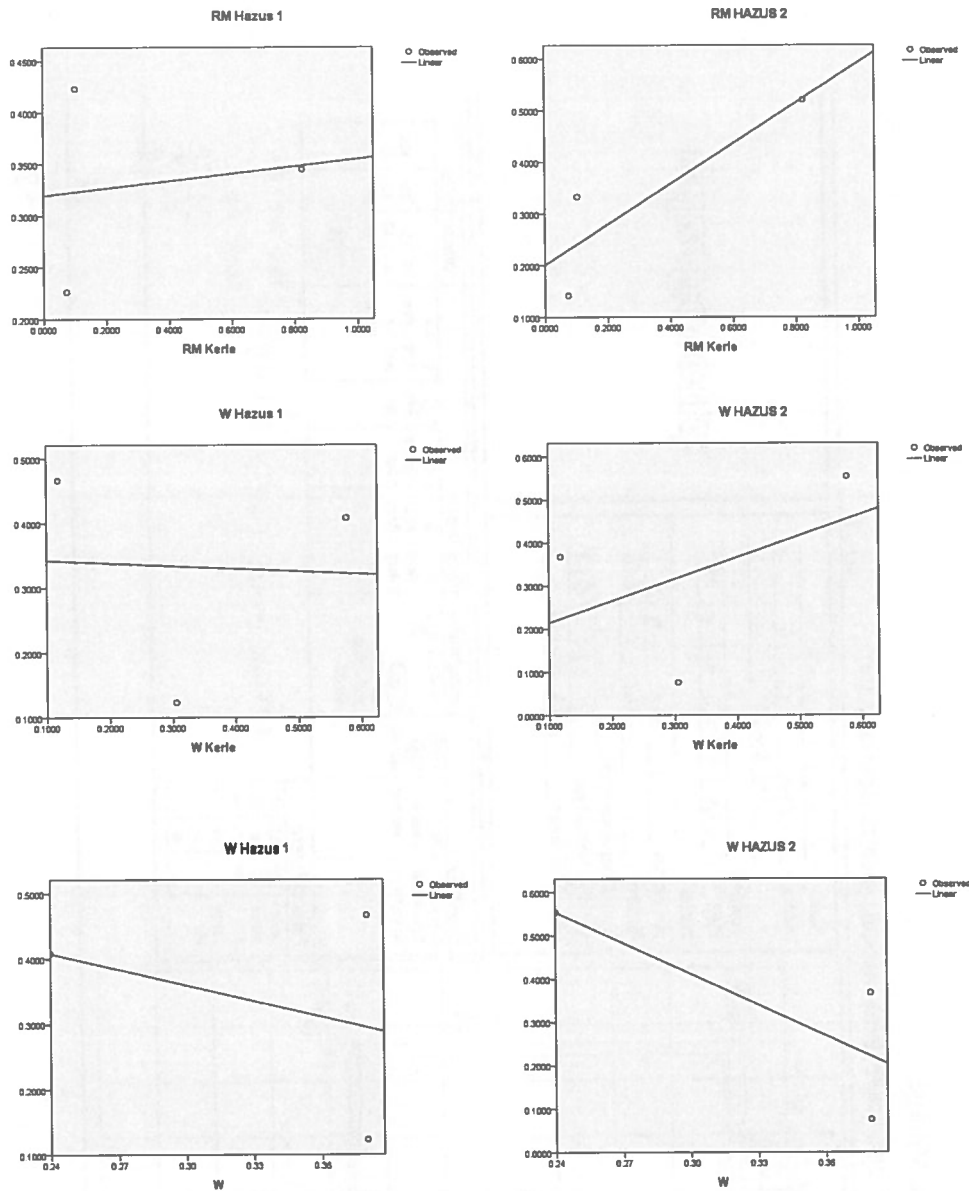 RM Hazus 1
Observed
Linear
0.4500
0.4000
0.3500
0.3000
0.2500
0.2000
0.0000 0.2000 0.4000 0.6000 0.8000 1.0000
RM Kerle
RM HAZUS 2
Observed
Linear
0.6000
0.5000
0.4000
0.3000
0.2000
0.1000
0.0000 0.2000 0.4000 0.6000 0.8000 1.0000
RM Kerle
W Hazus 1
Observed
Linear
0.5000
0.4000
0.3000
0.2000
0.1000
0.1000 0.2000 0.3000 0.4000 0.5000 0.6000
W Kerle
W HAZUS 2
Observed
Linear
0.6000
0.5000
0.4000
0.3000
0.2000
0.1000
0.0000
0.1000 0.2000 0.3000 0.4000 0.5000 0.6000
W Kerle
W Hazus 1
Observed
Linear
0.5000
0.4000
0.3000
0.2000
0.1000
0.24 0.27 0.30 0.33 0.36
W
W HAZUS 2
Observed
Linear
0.6000
0.5000
0.4000
0.3000
0.2000
0.1000
0.0000
0.24 0.27 0.30 0.33 0.36
W